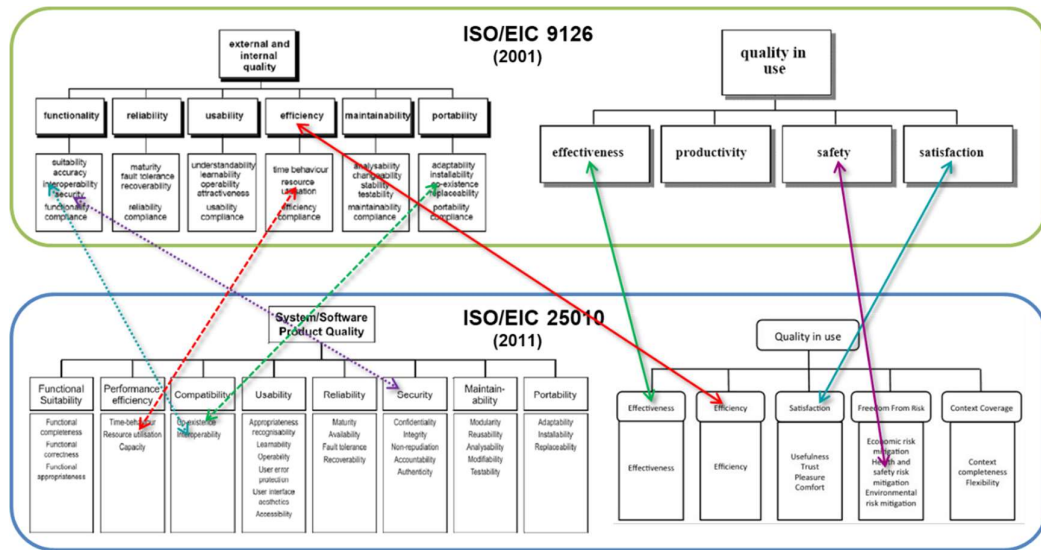 ISO/EIC 9126
(2001)
external and
internal
quality
functionality
reliability
usability
efficiency
maintainability
portability
suitability
accuracy
interoperability
security
functionality
compliance
maturity
fault tolerance
recoverability
reliability
compliance
understandability
learnability
operability
attractiveness
usability
compliance
time behaviour
resource
utilisation
efficiency
compliance
analysability
changeability
stability
testability
maintainability
compliance
adaptability
installability
co-existence
replaceability
portability
compliance
quality in
use
effectiveness
productivity
safety
satisfaction
ISO/EIC 25010
(2011)
System/Software
Product Quality
Functional
Suitability
Performance
efficiency
Compatibility
Usability
Reliability
Security
Maintain-
ability
Portability
Functional
completeness
Functional
correctness
Functional
appropriateness
Time-behaviour
Resource utilisation
Capacity
Co-existence
Interoperability
Appropriateness
recognisability
Learnability
Operability
User error
protection
User interface
aesthetics
Accessibility
Maturity
Availability
Fault tolerance
Recoverability
Confidentiality
Integrity
Non-repudiation
Accountability
Authenticity
Modularity
Reusability
Analysability
Modifiability
Testability
Adaptability
Installability
Replaceability
Quality in use
Effectiveness
Efficiency
Satisfaction
Freedom From Risk
Context Coverage
Effectiveness
Efficiency
Usefulness
Trust
Pleasure
Comfort
Economic risk
mitigation
Health and
safety risk
mitigation
Environmental
risk mitigation
Context
completeness
Flexibility